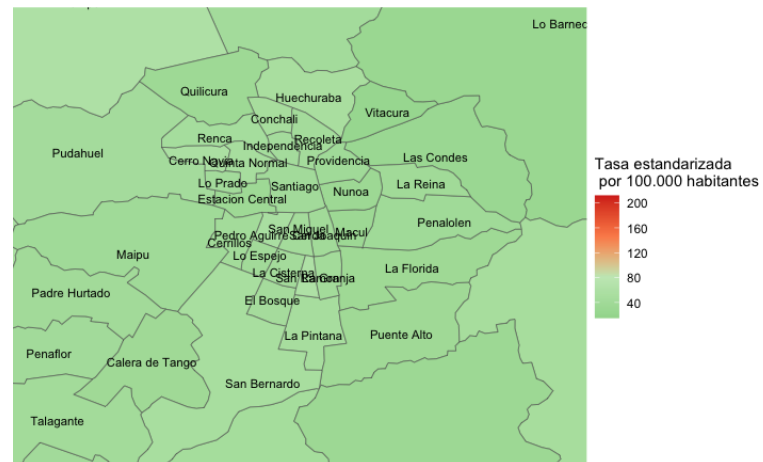 Lo Barnec
Quilicura
Huechuraba
Vitacura
Conchali
Renca
Recoleta
Independencia
Pudahuel
Cerro Navia
Quinta Normal
Providencia
Las Condes
Lo Prado
Santiago
Nunoa
La Reina
Estacion Central
Penalolen
San Miguel
Pedro Aguirre Cerda
San Joaquin
Macul
Cerrillos
Maipu
Lo Espejo
La Cisterna
San Ramon
La Granja
La Florida
Padre Hurtado
El Bosque
La Pintana
Puente Alto
Penaflor
Calera de Tango
San Bernardo
Talagante
Tasa estandarizada
por 100.000 habitantes
200
160
120
80
40